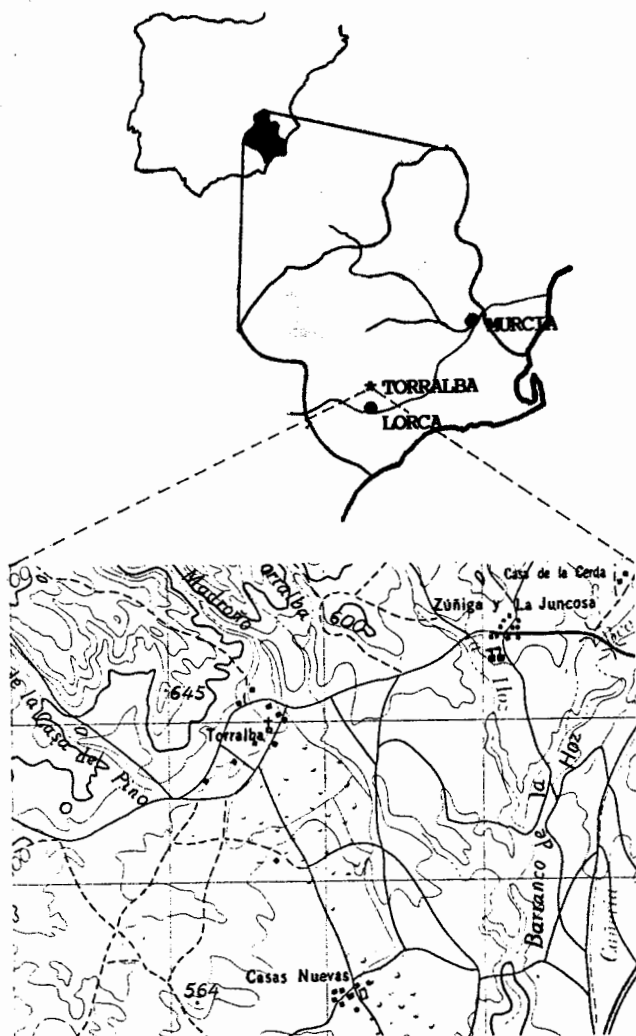 MURCIA
TORRALBA
LORCA
Casa de la Cerda
Zúñiga y La Juncosa
Madroño
600
645
Torralba
de la Casa del Pino
Hoz
Barranco de la Hoz
Casas Nuevas
564